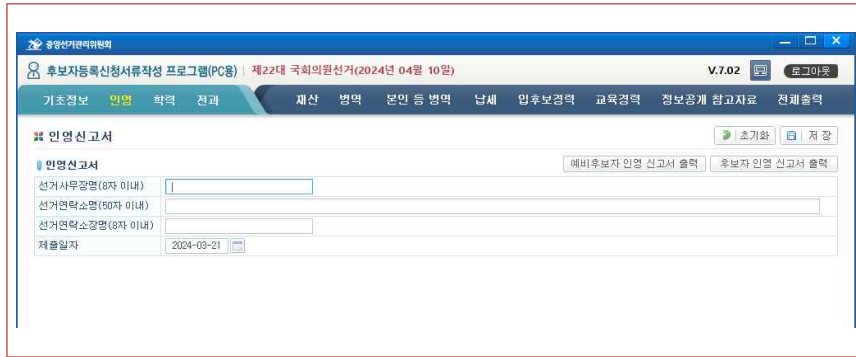 중앙선거관리위원회
후보자등록신청서류작성 프로그램(PC용) 제22대 국회의원선거(2024년 04월 10일) V.7.02 로그아웃
기초정보 인영 학력 전과 재산 병역 본인 등 병역 납세 입후보경력 교육경력 정보공개 참고자료 전체출력
인영신고서 초기화 저장
인영신고서 예비후보자 인영 신고서 출력 후보자 인영 신고서 출력
선거사무장명(8자 이내)
선거연락소명(50자 이내)
선거연락소장명(8자 이내)
제출일자 2024-03-21